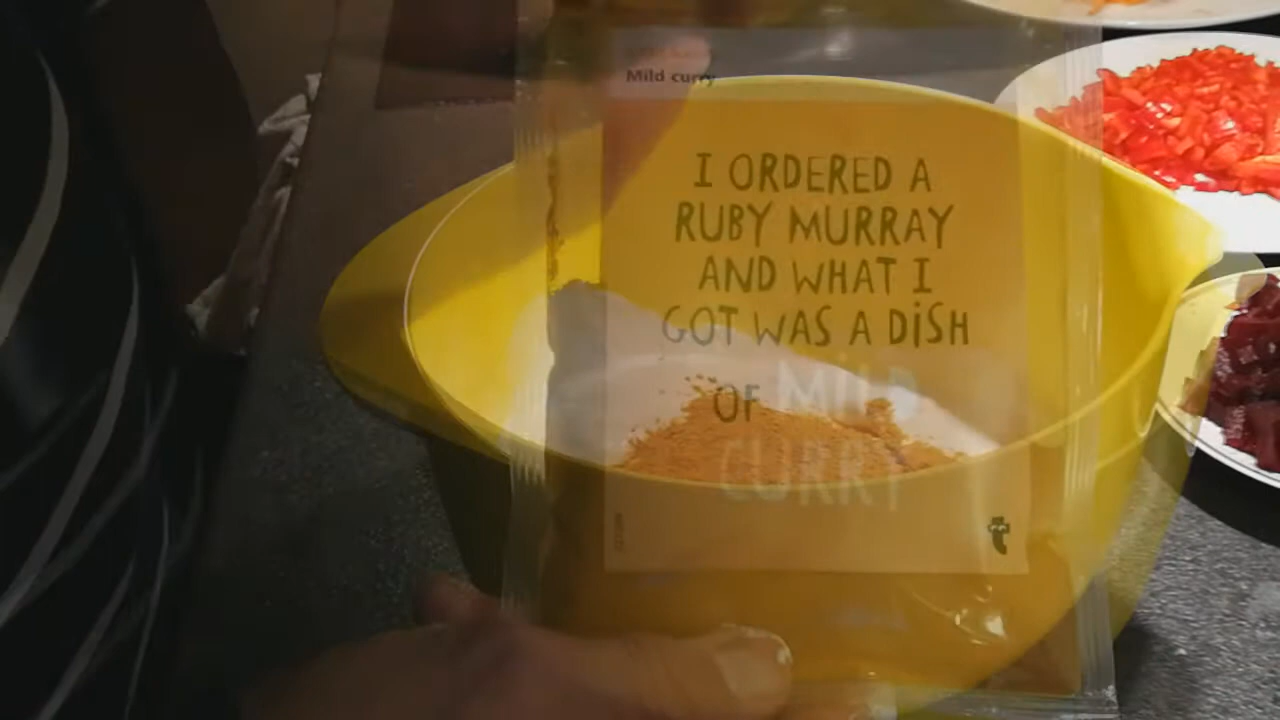 Mild curry
I ORDERED A
RUBY MURRAY
AND WHAT I
GOT WAS A DiSH
OF MILD
CURRY